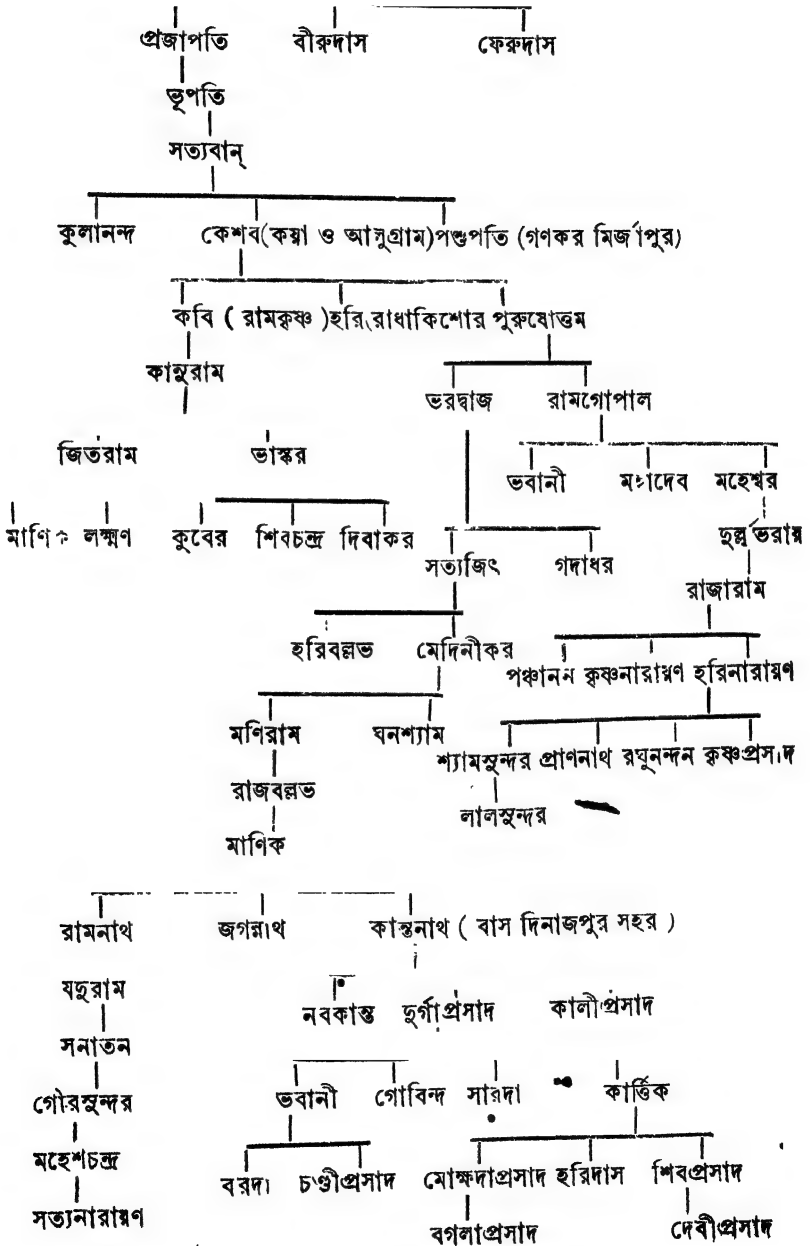 প্রজাপতি বীরুদাস ফেরুদাস
ভূপতি
সত্যবান্
কুলানন্দ কেশব(কয়া ও আনুগ্রাম)পশুপতি (গণকর মির্জাপুর)
কবি ( রামকৃষ্ণ )হরি রাধাকিশোর পুরুষোত্তম
কানুরাম
ভরদ্বাজ রামগোপাল
জিতরাম ভাস্কর
ভবানী মহাদেব মহেশ্বর
মাণিক লক্ষ্মণ কুবের শিবচন্দ্র দিবাকর
দুর্ল্লভরায়
সত্যজিৎ গদাধর
রাজারাম
হরিবল্লভ মেদিনীকর
পঞ্চানন কৃষ্ণনারায়ণ হরিনারায়ণ
মণিরাম ঘনশ্যাম
শ্যামসুন্দর প্রাণনাথ রঘুনন্দন কৃষ্ণপ্রসাদ
রাজবল্লভ
লালসুন্দর
মাণিক
রামনাথ জগন্নাথ কান্তনাথ ( বাস দিনাজপুর সহর )
যদুরাম
নবকান্ত দুর্গাপ্রসাদ কালীপ্রসাদ
সনাতন
গৌরসুন্দর ভবানী গোবিন্দ সারদা কার্ত্তিক
মহেশচন্দ্র
বরদা চণ্ডীপ্রসাদ মোক্ষদাপ্রসাদ হরিদাস শিবপ্রসাদ
সত্যনারায়ণ
বগলাপ্রসাদ দেবীপ্রসাদ